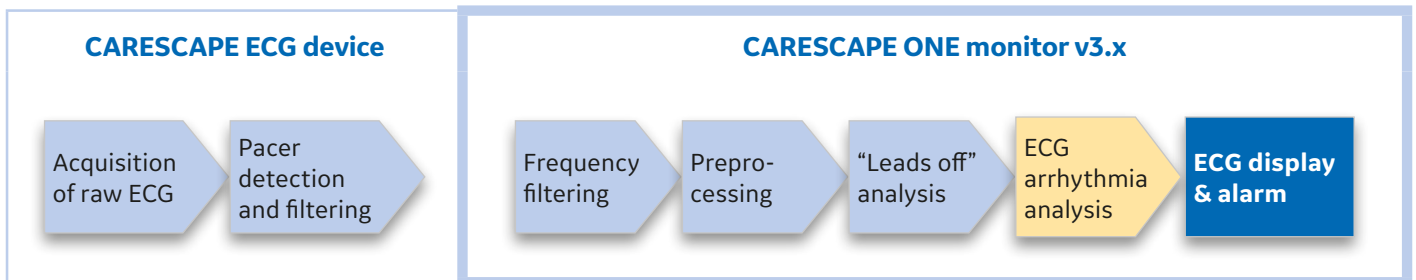 CARESCAPE ECG device
CARESCAPE ONE monitor v3.x
Acquisition
of raw ECG
Pacer
detection
and filtering
Frequency
filtering
Prepro-
cessing
“Leads off”
analysis
ECG
arrhythmia
analysis
ECG display
& alarm